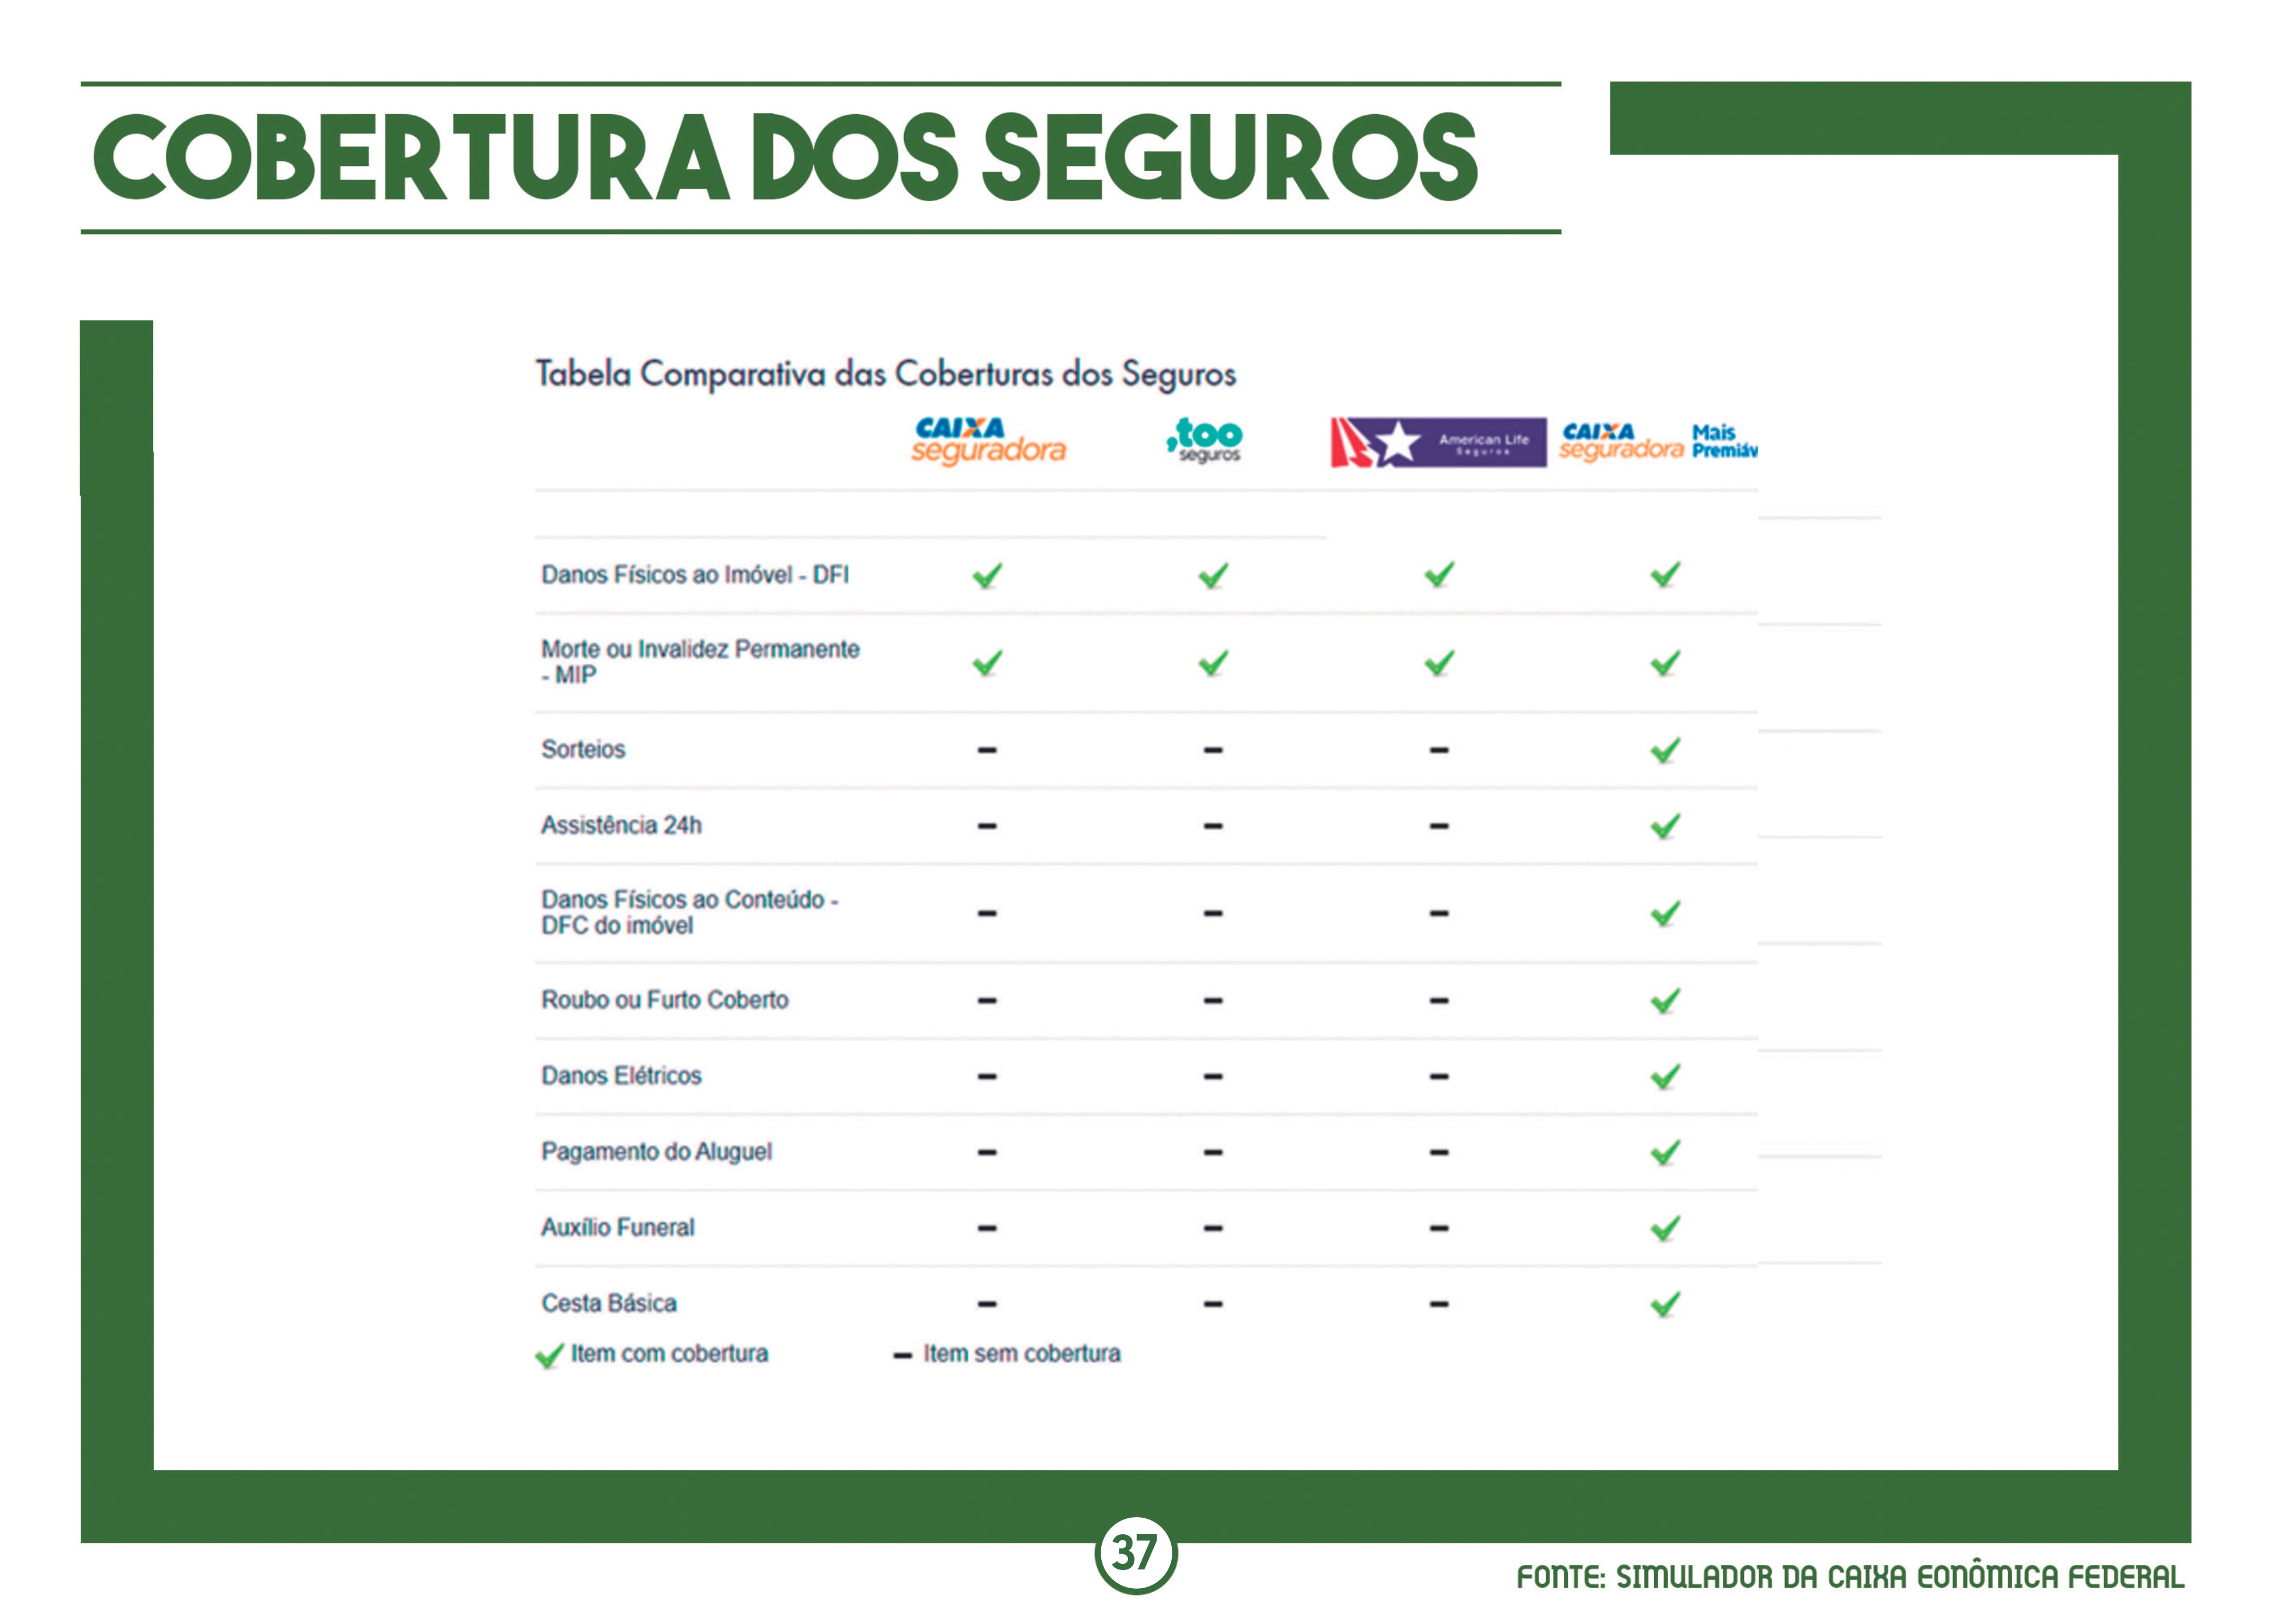 COBERTURA DOS SEGUROS
Tabela Comparativa das Coberturas dos Seguros
CAIXA seguradora
,too seguros
American Life Seguros
CAIXA seguradora Mais Premiáv
Danos Físicos ao Imóvel - DFI
Morte ou Invalidez Permanente
- MIP
Sorteios
Assistência 24h
Danos Físicos ao Conteúdo -
DFC do imóvel
Roubo ou Furto Coberto
Danos Elétricos
Pagamento do Aluguel
Auxílio Funeral
Cesta Básica
Item com cobertura
Item sem cobertura
37
FONTE: SIMULADOR DA CAIXA EONÔMICA FEDERAL